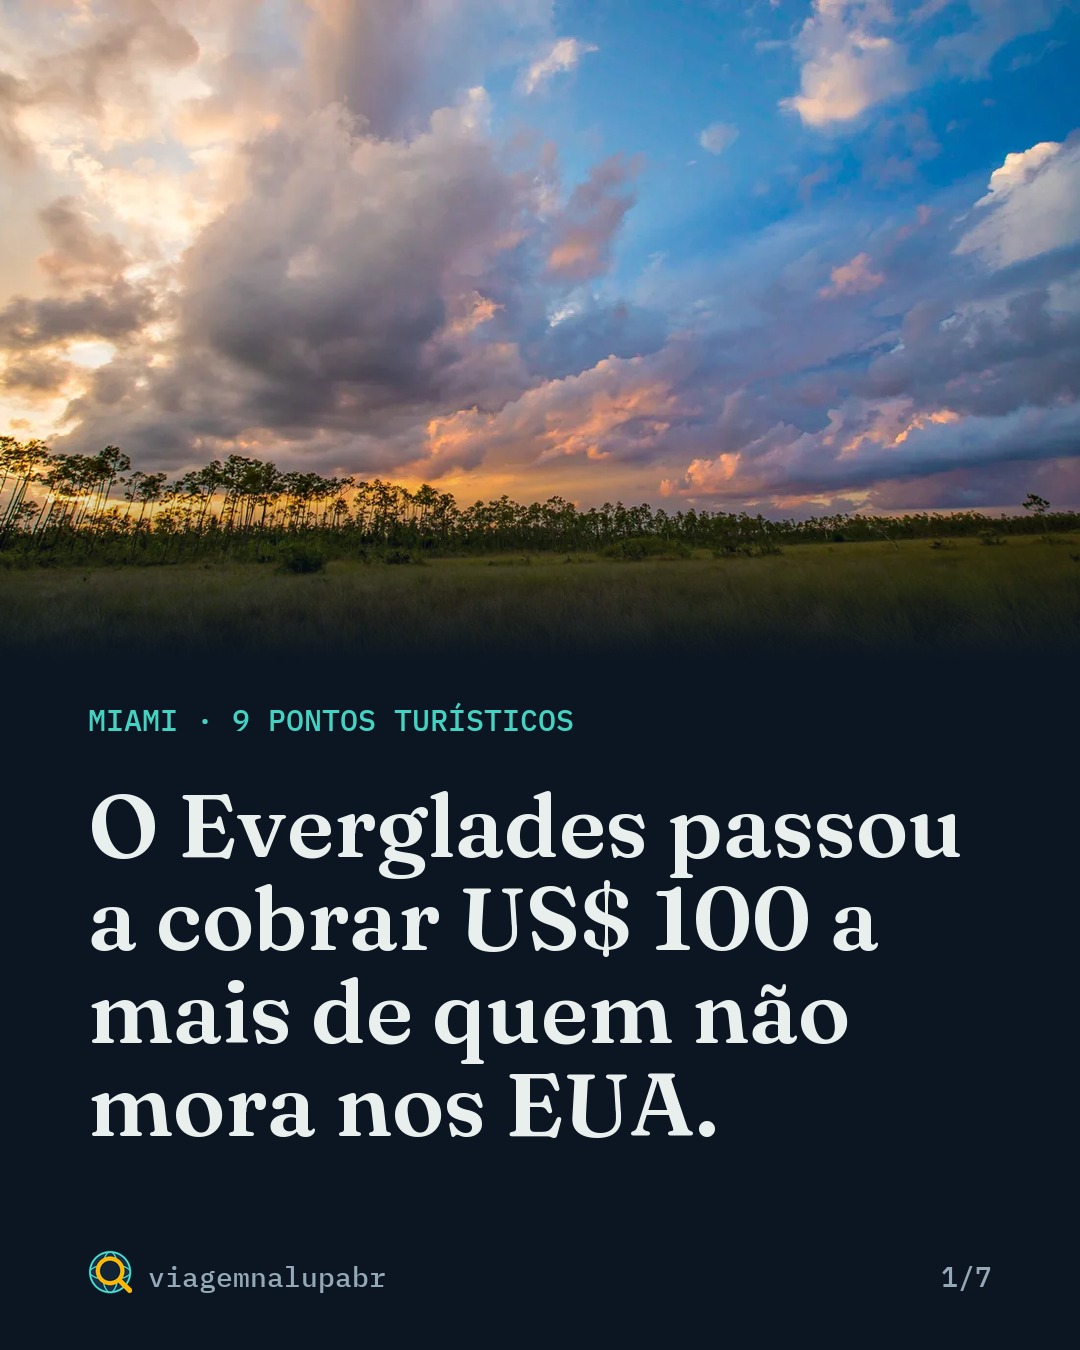 MIAMI · 9 PONTOS TURÍSTICOS
O Everglades passou
a cobrar US$ 100 a
mais de quem não
mora nos EUA.
viagemnalupabr
1/7